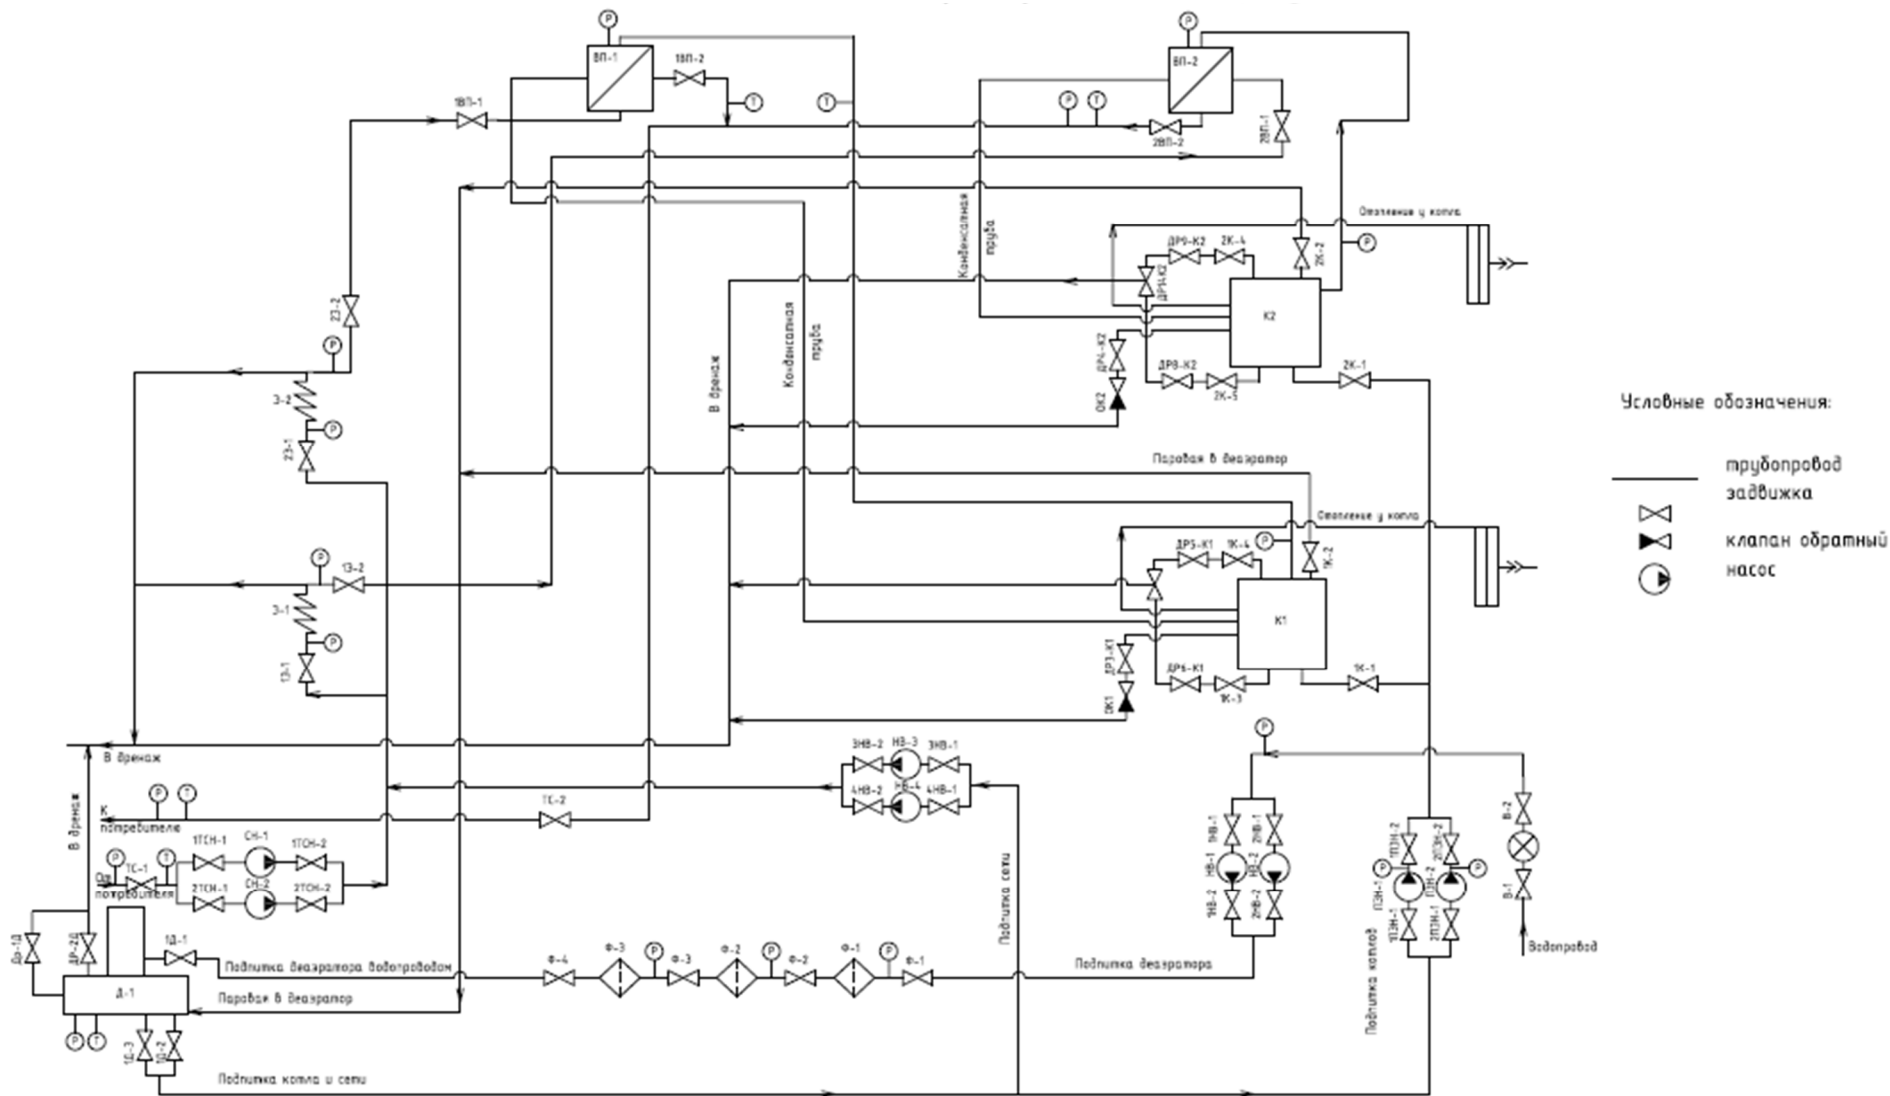 Р
Р
ВП-1
1ВП-2
ВП-2
Т
Т
Р
Т
1ВП-1
2ВП-2
2ВП-1
Отопление у котла
Конденсатная
труба
ДР9-К2
2К-4
2К-2
Р
ДР14К2
23-2
Р
К2
Конденсатная
труба
В дренаж
ДР4-К2
ОК2
ДР8-К2
2К-5
2К-1
З-2
Р
2З-1
Условные обозначения:
трубопровод
задвижка
клапан обратный
насос
Паровая в деаэратор
Отопление у котла
Р
ДР5-К1
1К-4
1К-2
Р
1З-2
З-1
Р
1З-1
К1
ДР3-К1
ОК1
ДР6-К1
1К-3
1К-1
Р
В дренаж
В дренаж
3НВ-2
НВ-3
3НВ-1
4НВ-2
НВ-4
4НВ-1
Р
Т
К
потребителю
ТС-2
Р
ТС-1
Т
От
потребителя
1ТСН-1
СН-1
1ТСН-2
2ТСН-1
СН-2
2ТСН-2
1НВ-1
2НВ-1
НВ-1
НВ-2
1НВ-2
2НВ-2
1ПЭН-2
2ПЭН-2
Р
Р
ПЭН-1
ПЭН-2
1ПЭН-1
2ПЭН-1
В-2
В-1
Водопровод
Подпитка сети
Подпитка котлов
Др-1Д
ДР-2Д
1Д-1
Подпитка деаэратора водопроводом
Ф-4
Ф-3
Р
Ф-3
Ф-2
Р
Ф-2
Ф-1
Р
Ф-1
Подпитка деаэратора
Д-1
Паровая в деаэратор
Р
Т
1Д-3
1Д-2
Подпитка котла и сети